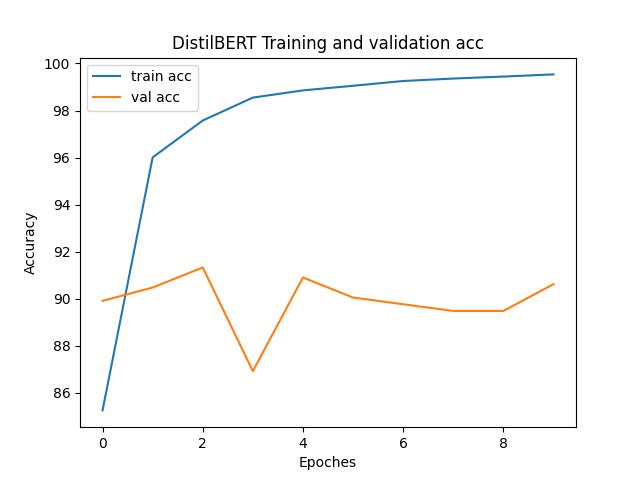 DistilBERT Training and validation acc
train acc
val acc
Accuracy
100
98
96
94
92
90
88
86
0 2 4 6 8
Epoches